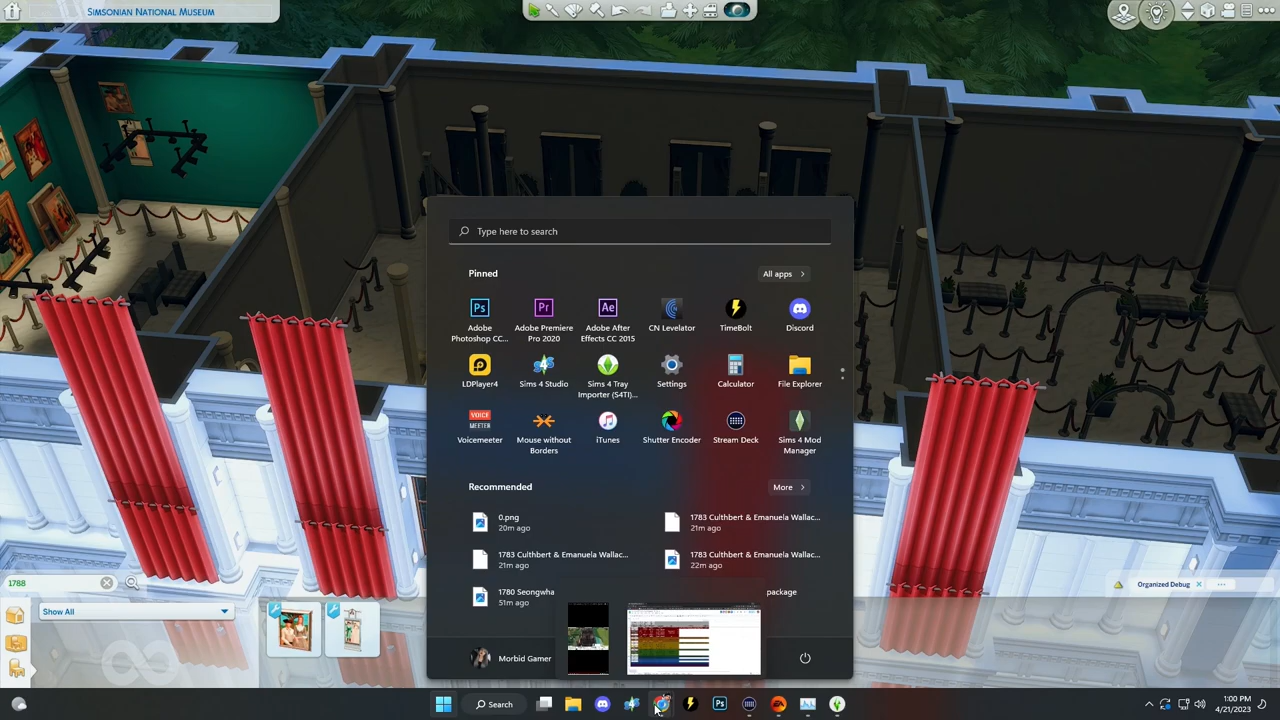 Simsonian National Museum
Type here to search
Pinned
All apps
Adobe Photoshop CC...
Adobe Premiere Pro 2020
Adobe After Effects CC 2015
CN Levelator
TimeBolt
Discord
LDPlayer4
Sims 4 Studio
Sims 4 Tray Importer (S4TI)...
Settings
Calculator
File Explorer
VOICE MEETER
Voicemeeter
Mouse without Borders
iTunes
Shutter Encoder
Stream Deck
Sims 4 Mod Manager
Recommended
More
0.png
20m ago
1783 Culthbert & Emanuela Wallac...
21m ago
1783 Culthbert & Emanuela Wallac...
21m ago
1783 Culthbert & Emanuela Wallac...
22m ago
1780 Seongwha
package
51m ago
1788
Show All
Organized Debug
Morbid Gamer
Search
1:00 PM
4/21/2023